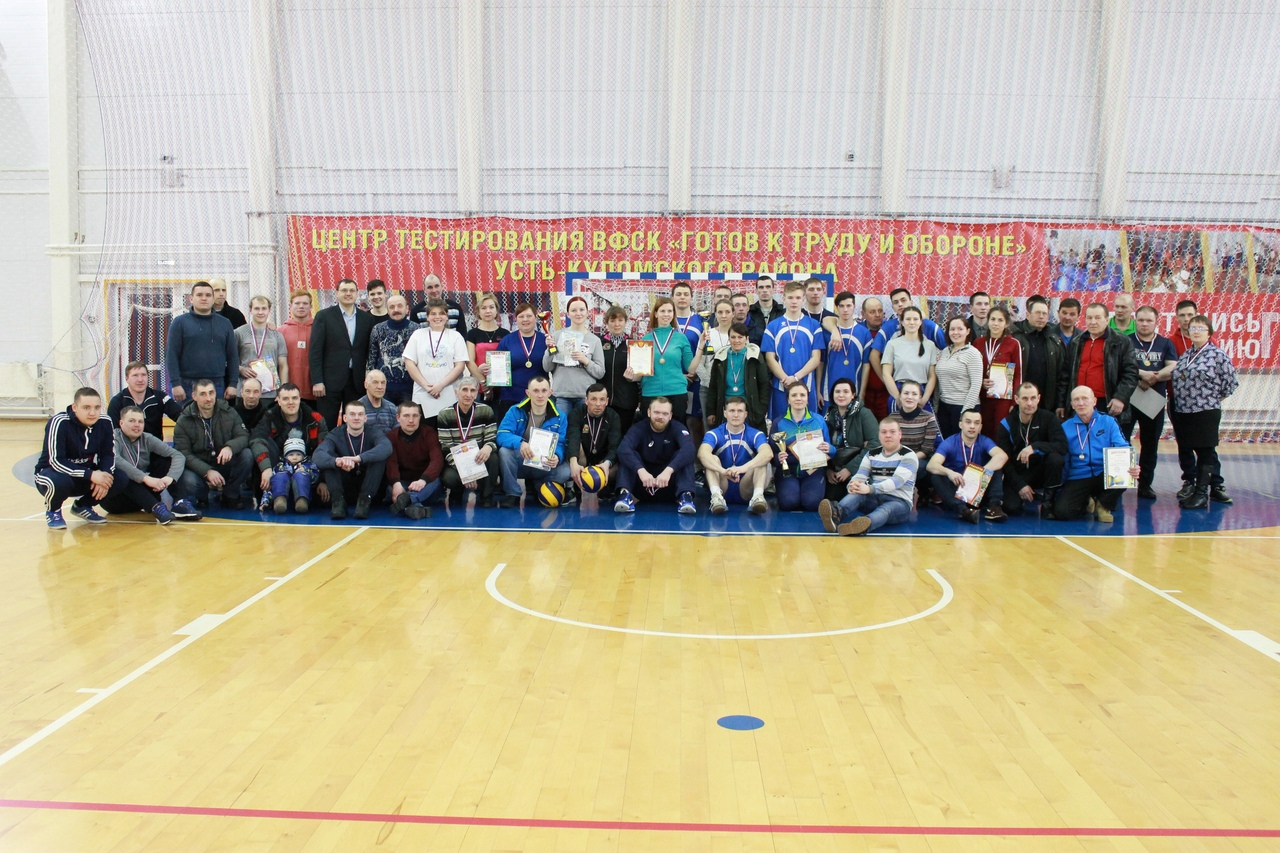 ЦЕНТР ТЕСТИРОВАНИЯ ВФСК «ГОТОВ К ТРУДУ И ОБОРОНЕ»
УСТЬ-КУЛОМСКОГО РАЙОНА